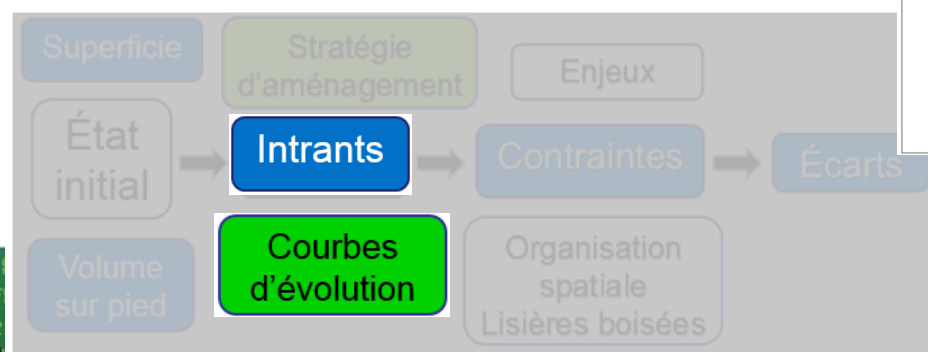 Superficie
Stratégie
d'aménagement
Enjeux
État
initial
Intrants
Contraintes
Écarts
Volume
sur pied
Courbes
d'évolution
Organisation
spatiale
Lisières boisées